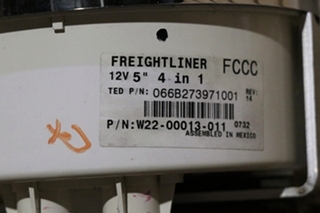 FREIGHTLINER FCCC
12V 5" 4 in 1
TED P/N: 066B273971001 REV: 14
P/N:W22-00013-011 0732
ASSEMBLED IN MEXICO